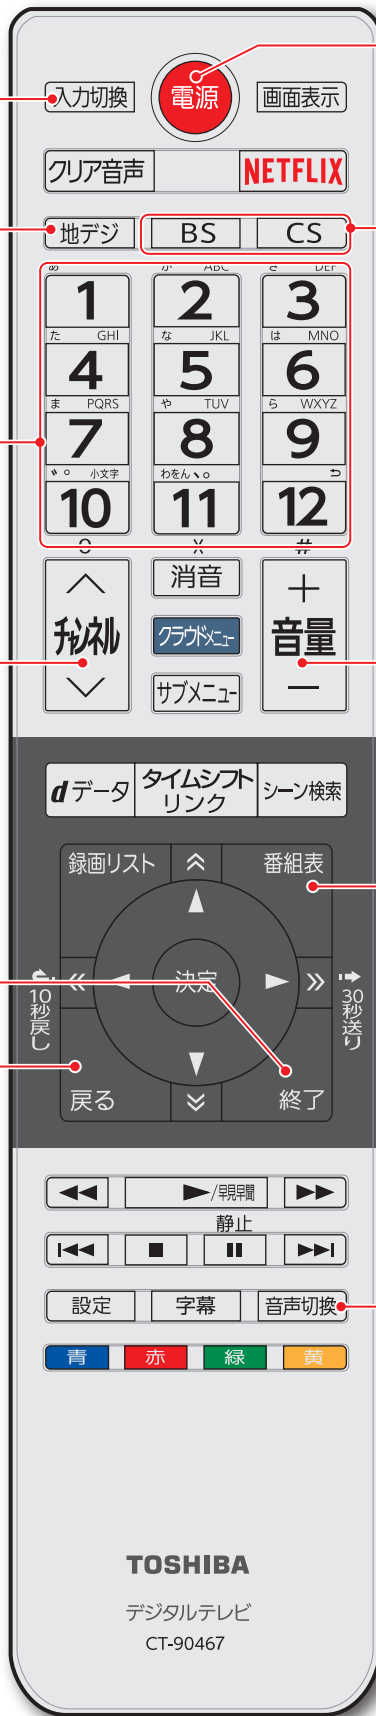 入力切換 電源 画面表示
クリア音声 NETFLIX
地デジ BS CS
あ か ABC さ DEF
1 2 3
た GHI な JKL は MNO
4 5 6
ま PQRS や TUV ら WXYZ
7 8 9
゛゜ 小文字 わをん、。
10 11 12
#
チャンネル 消音 + 音量 −
クラウドメニュー
サブメニュー
dデータ タイムシフトリンク シーン検索
録画リスト 番組表
10秒戻し 決定 30秒送り
戻る 終了
/早見早聞
静止
設定 字幕 音声切換
青 赤 緑 黄
TOSHIBA
デジタルテレビ
CT-90467